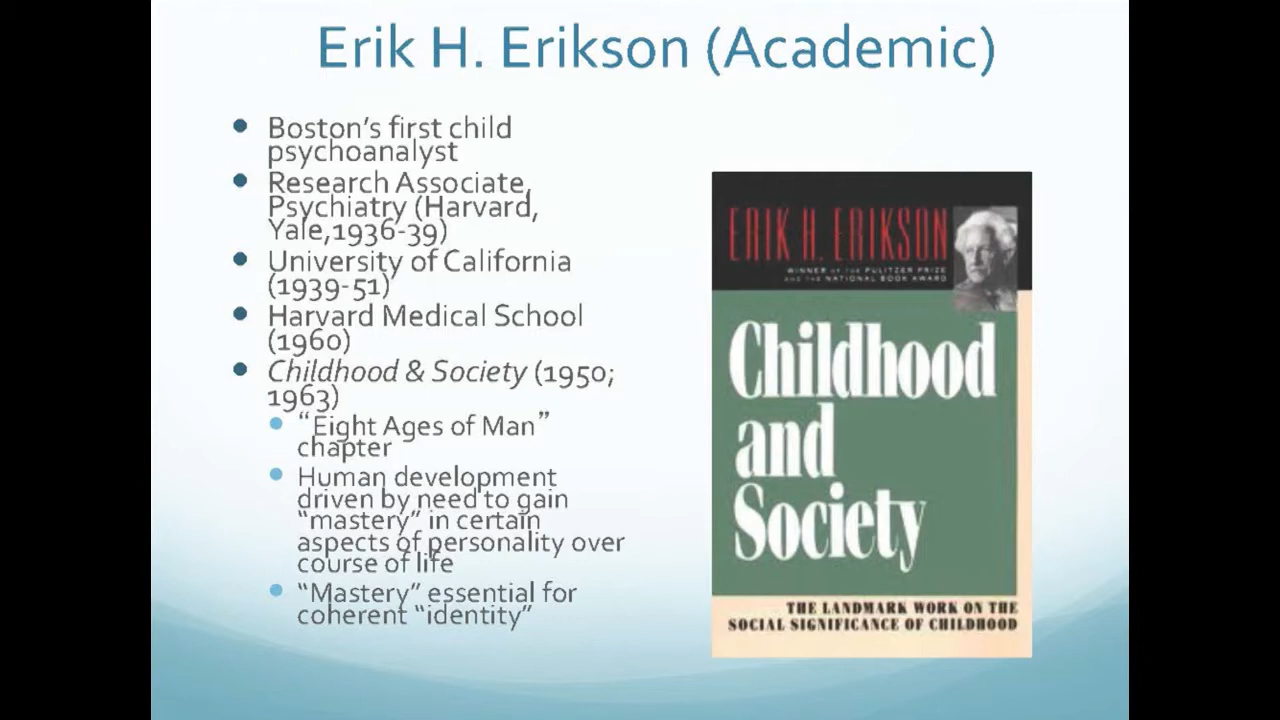 Erik H. Erikson (Academic)
Boston's first child
psychoanalyst
Research Associate,
Psychiatry (Harvard,
Yale,1936-39)
University of California
(1939-51)
Harvard Medical School
(1960)
Childhood & Society (1950;
1963)
“Eight Ages of Man”
chapter
Human development
driven by need to gain
“mastery” in certain
aspects of personality over
course of life
“Mastery” essential for
coherent “identity”
ERIK H. ERIKSON
WINNER OF THE PULITZER PRIZE
AND THE NATIONAL BOOK AWARD
Childhood
and
Society
THE LANDMARK WORK ON THE
SOCIAL SIGNIFICANCE OF CHILDHOOD